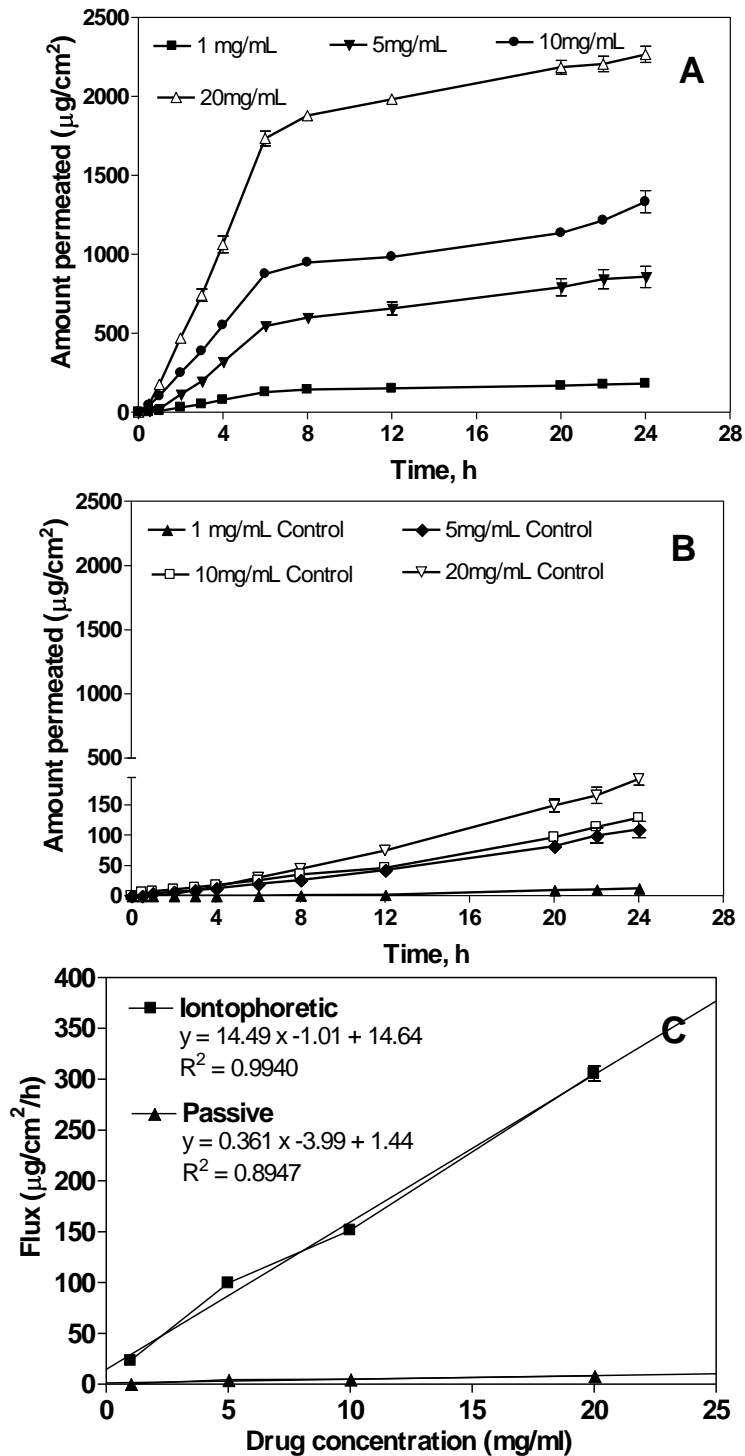 1 mg/mL 5mg/mL 10mg/mL
20mg/mL
A
Amount permeated (μg/cm²)
2500
2000
1500
1000
500
0
0 4 8 12 16 20 24 28
Time, h
1 mg/mL Control 5mg/mL Control
10mg/mL Control 20mg/mL Control
B
Amount permeated (μg/cm²)
2500
2000
1500
1000
500
150
100
50
0
0 4 8 12 16 20 24 28
Time, h
Iontophoretic
y = 14.49 x -1.01 + 14.64
R² = 0.9940
Passive
y = 0.361 x -3.99 + 1.44
R² = 0.8947
C
Flux (μg/cm²/h)
400
350
300
250
200
150
100
50
0
0 5 10 15 20 25
Drug concentration (mg/ml)